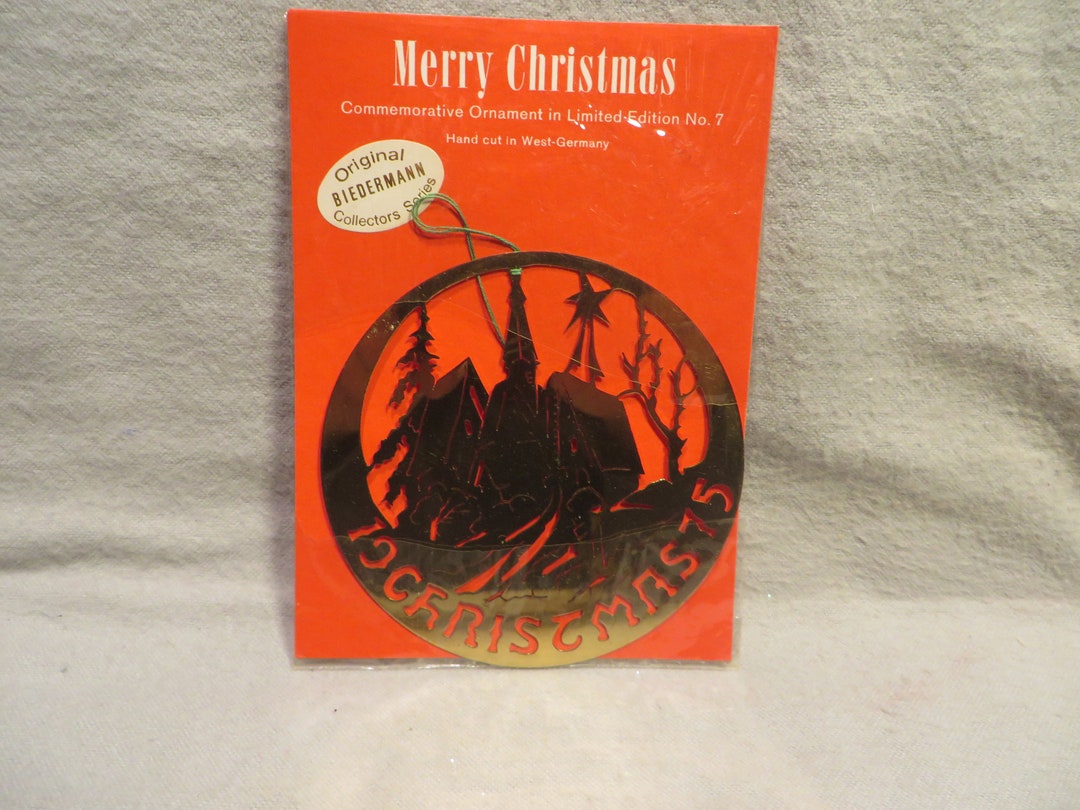 Merry Christmas
Commemorative Ornament in Limited Edition No. 7
Hand cut in West-Germany
Original
BIEDERMANN
Collectors Series
19 CHRISTMAS 75